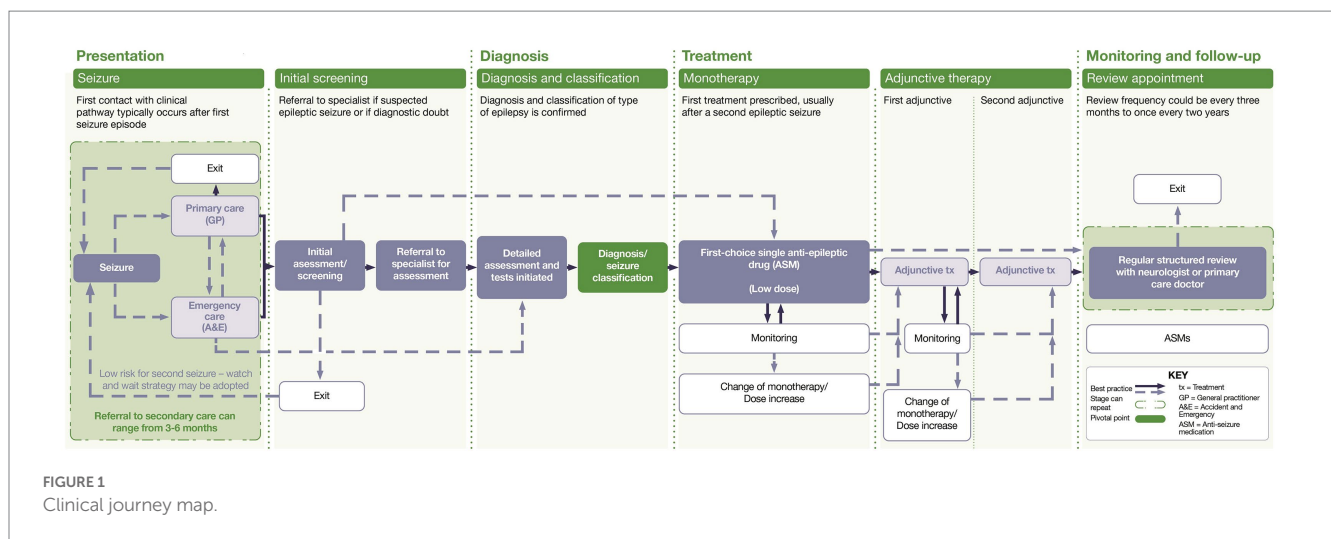 Presentation
Diagnosis
Treatment
Monitoring and follow-up
Seizure
Initial screening
Diagnosis and classification
Monotherapy
Adjunctive therapy
Review appointment
First contact with clinical
pathway typically occurs after first
seizure episode
Referral to specialist if suspected
epileptic seizure or if diagnostic doubt
Diagnosis and classification of type
of epilepsy is confirmed
First treatment prescribed, usually
after a second epileptic seizure
First adjunctive
Second adjunctive
Review frequency could be every three
months to once every two years
Exit
Primary care
(GP)
Seizure
Emergency
care
(A&E)
Low risk for second seizure – watch
and wait strategy may be adopted
Referral to secondary care can
range from 3-6 months
Initial
asessment/
screening
Referral to
specialist for
assessment
Exit
Detailed
assessment and
tests initiated
Diagnosis/
seizure
classification
First-choice single anti-epileptic
drug (ASM)
(Low dose)
Monitoring
Change of monotherapy/
Dose increase
Adjunctive tx
Adjunctive tx
Monitoring
Change of
monotherapy/
Dose increase
Exit
Regular structured review
with neurologist or primary
care doctor
ASMs
KEY
Best practice
Stage can
repeat
Pivotal point
tx = Treatment
GP = General practitioner
A&E = Accident and
Emergency
ASM = Anti-seizure
medication
FIGURE 1
Clinical journey map.